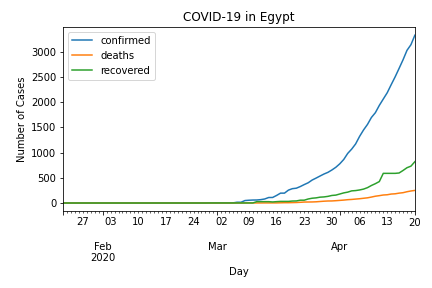 COVID-19 in Egypt
confirmed
deaths
recovered
Number of Cases
3000
2500
2000
1500
1000
500
0
27 03 10 17 24 02 09 16 23 30 06 13 20
Feb Mar Apr
2020
Day